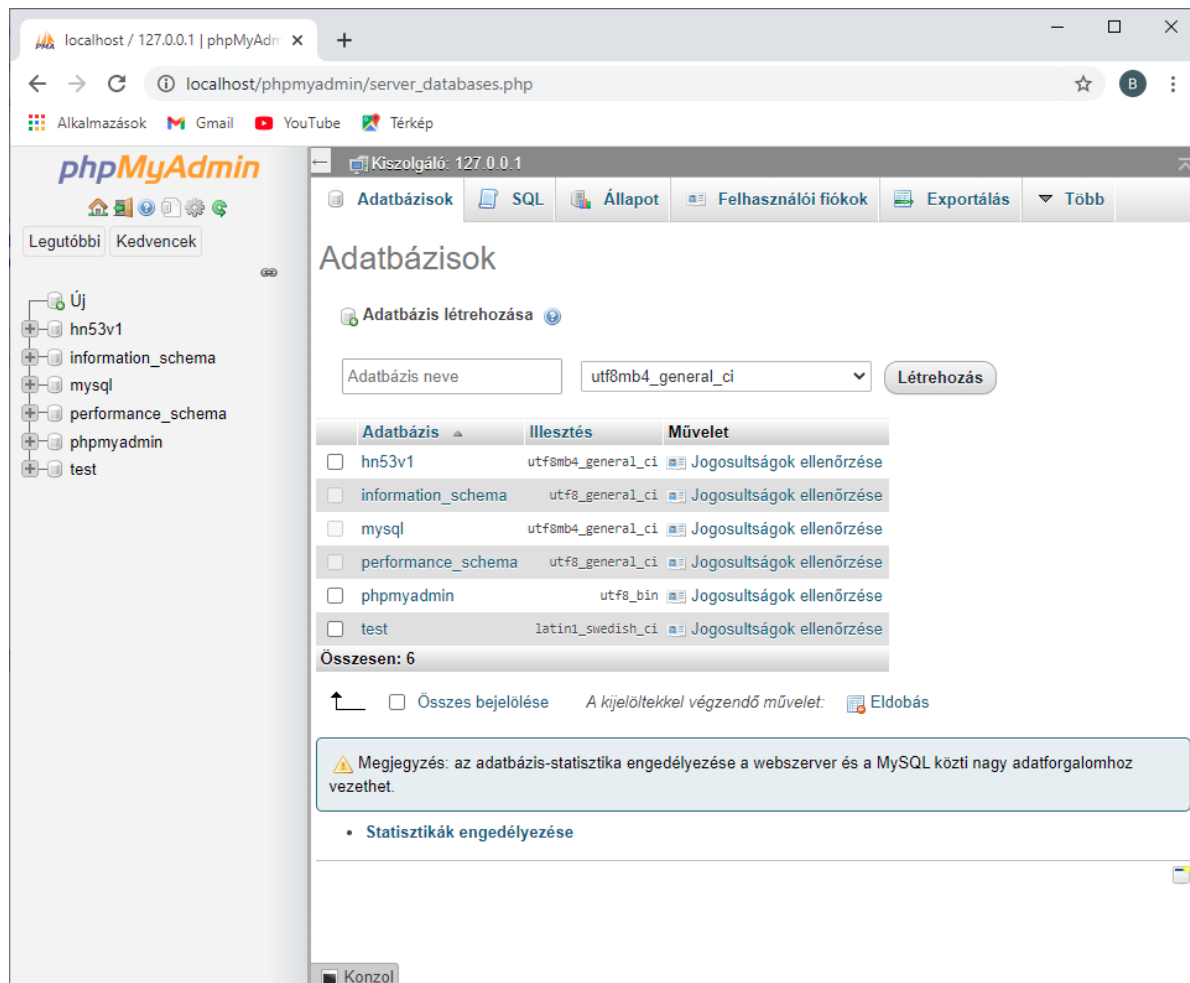 localhost / 127.0.0.1 | phpMyAdm
localhost/phpmyadmin/server_databases.php
B
Alkalmazások Gmail YouTube Térkép
phpMyAdmin
Legutóbbi Kedvencek
Új
hn53v1
information_schema
mysql
performance_schema
phpmyadmin
test
Kiszolgáló: 127.0.0.1
Adatbázisok SQL Állapot Felhasználói fiókok Exportálás Több
Adatbázisok
Adatbázis létrehozása
Adatbázis neve utf8mb4_general_ci Létrehozás
Adatbázis Illesztés Művelet
hn53v1 utf8mb4_general_ci Jogosultságok ellenőrzése
information_schema utf8_general_ci Jogosultságok ellenőrzése
mysql utf8mb4_general_ci Jogosultságok ellenőrzése
performance_schema utf8_general_ci Jogosultságok ellenőrzése
phpmyadmin utf8_bin Jogosultságok ellenőrzése
test latin1_swedish_ci Jogosultságok ellenőrzése
Összesen: 6
Összes bejelölése A kijelöltekkel végzendő művelet: Eldobás
Megjegyzés: az adatbázis-statisztika engedélyezése a webszerver és a MySQL közti nagy adatforgalomhoz
vezethet.
• Statisztikák engedélyezése
Konzol